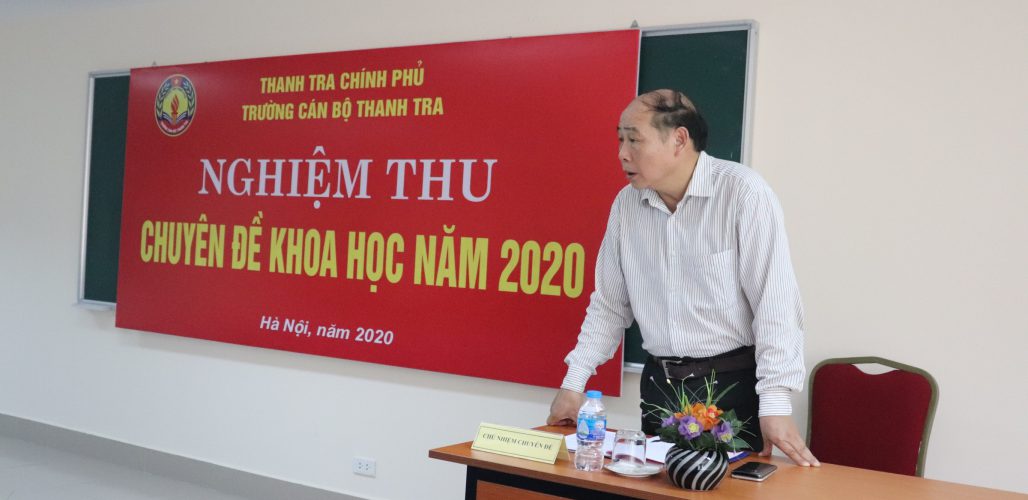 THANH TRA CHÍNH PHỦ
TRƯỜNG CÁN BỘ THANH TRA
NGHIỆM THU
CHUYÊN ĐỀ KHOA HỌC NĂM 2020
Hà Nội, năm 2020
CHỦ NHIỆM CHUYÊN ĐỀ